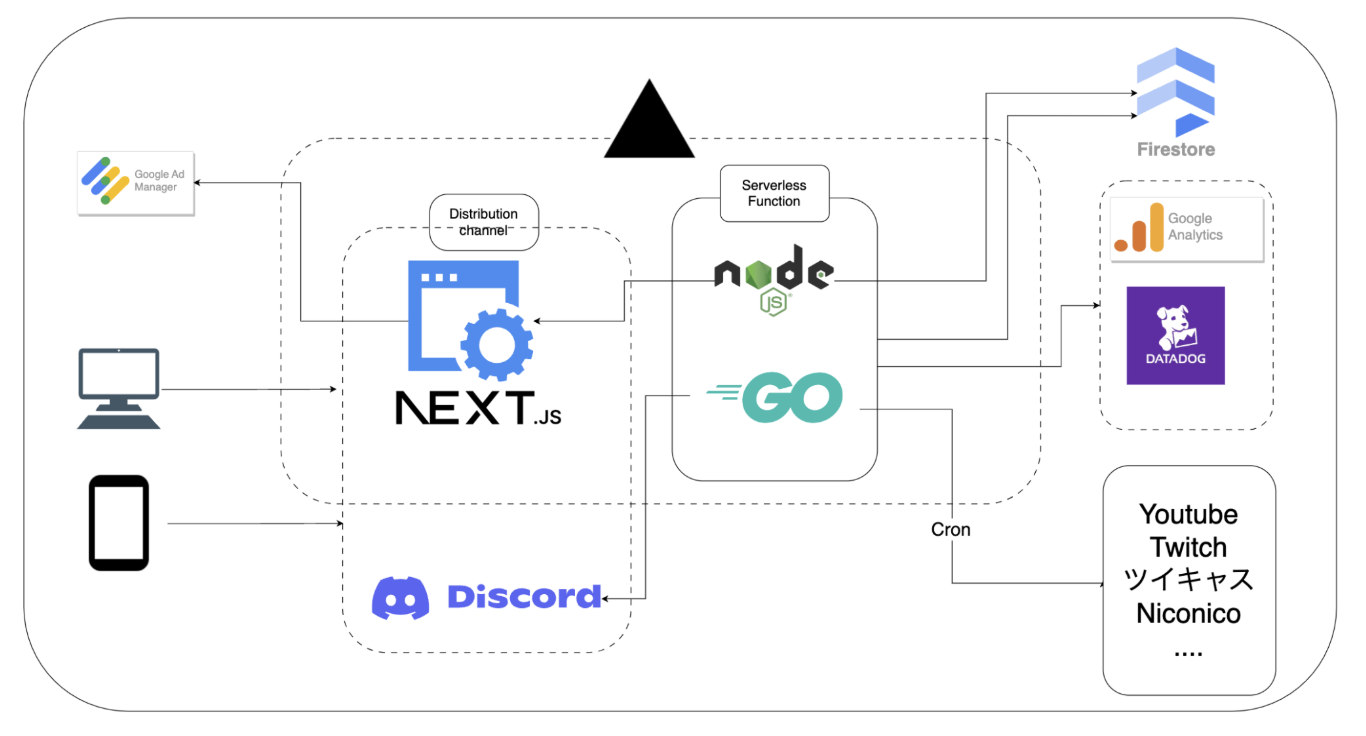 Google Ad
Manager
Distribution
channel
NEXT.JS
Serverless
Function
node
JS
GO
Firestore
Google
Analytics
DATADOG
Discord
Cron
Youtube
Twitch
ツイキャス
Niconico
....